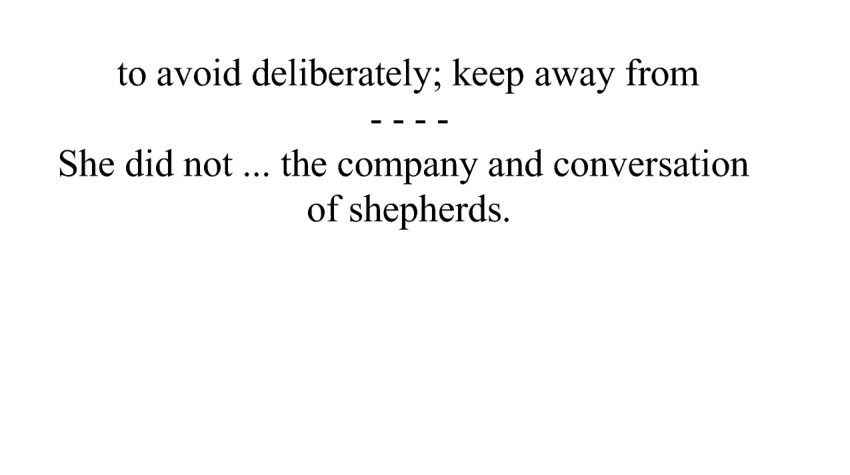 to avoid deliberately; keep away from
- - - -
She did not ... the company and conversation
of shepherds.